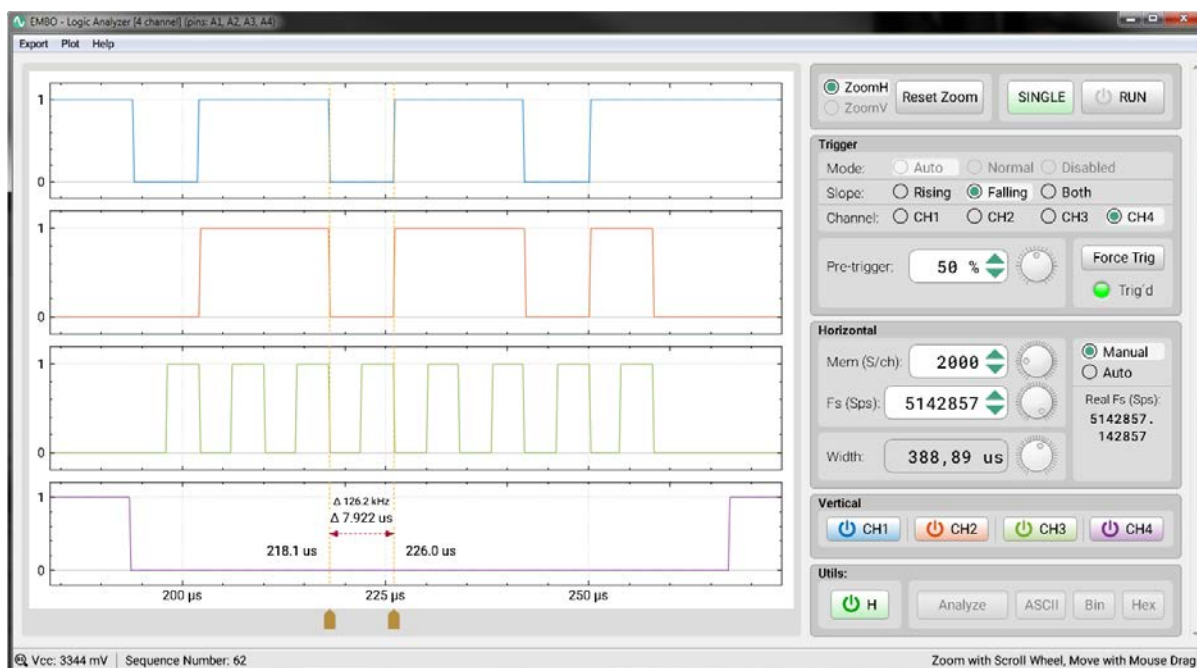 EMBO - Logic Analyzer [4 channel] (pins: A1, A2, A3, A4)
Export Plot Help
1
0
1
0
1
0
1
0
Δ 126.2 kHz
Δ 7.922 us
218.1 us
226.0 us
200 µs
225 µs
250 µs
ZoomH
ZoomV
Reset Zoom
SINGLE
RUN
Trigger
Mode: Auto Normal Disabled
Slope: Rising Falling Both
Channel: CH1 CH2 CH3 CH4
Pre-trigger: 50 %
Force Trig
Trig'd
Horizontal
Mem (S/ch): 2000
Fs (Sps): 5142857
Width: 388,89 us
Manual
Auto
Real Fs (Sps):
5142857.
142857
Vertical
CH1 CH2 CH3 CH4
Utils:
H Analyze ASCII Bin Hex
Vcc: 3344 mV Sequence Number: 62
Zoom with Scroll Wheel, Move with Mouse Drag